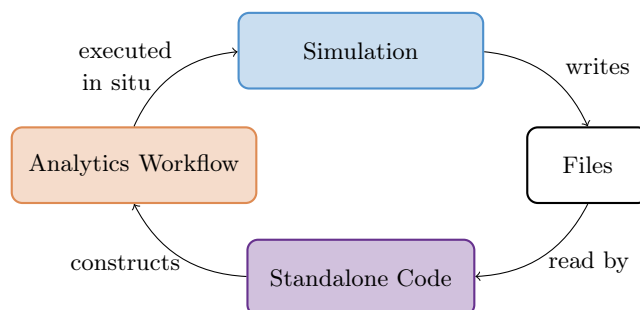 executed
in situ
Simulation
writes
Analytics Workflow
Files
constructs
Standalone Code
read by